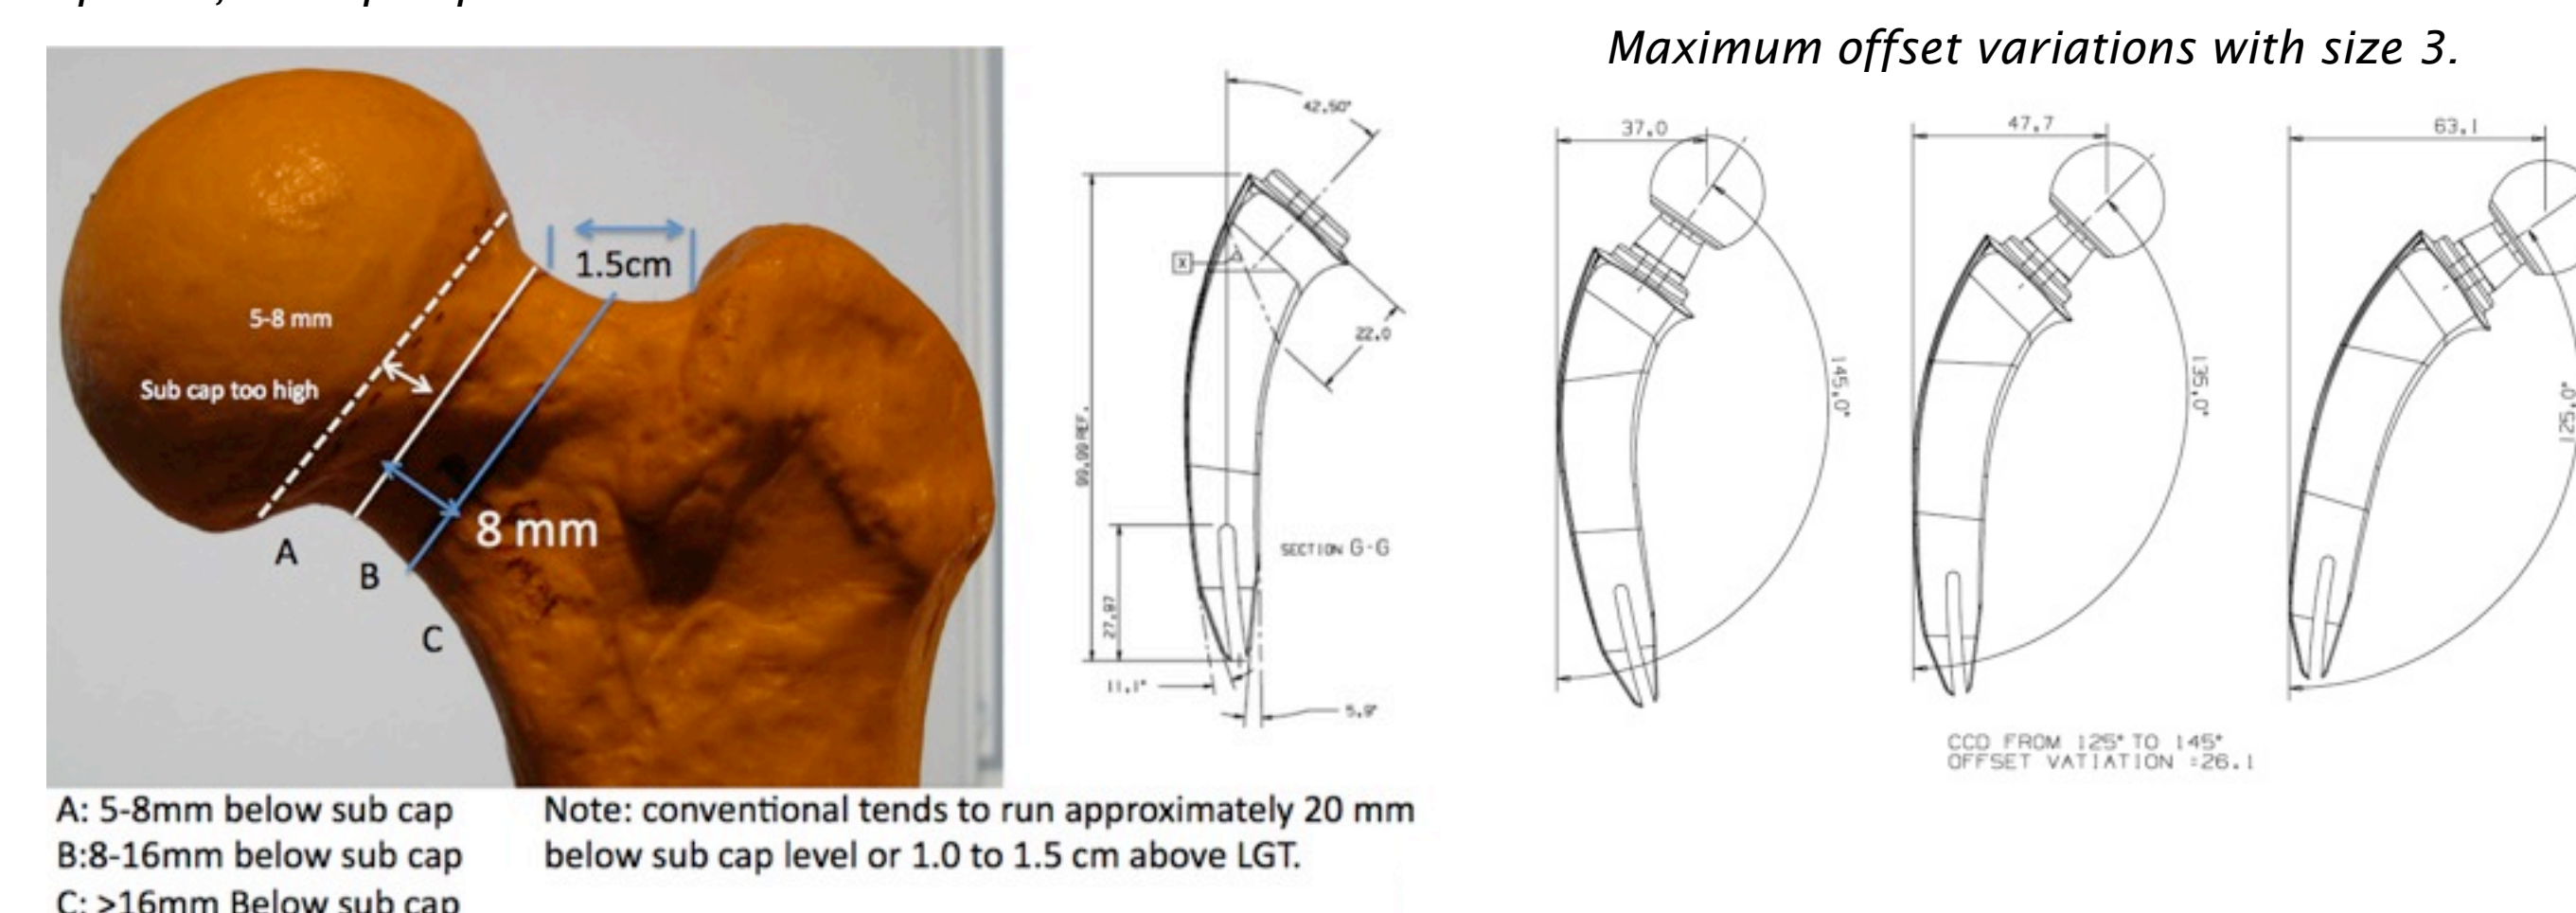 Maximum offset variations with size 3.
1.5cm
5-8 mm
Sub cap too high
8 mm
A
B
C
42.50°
X
22.0
99.99 REF.
27.97
SECTION G-G
11.1°
5.9°
37.0
145.0°
47.7
135.0°
63.1
125.0°
CCD FROM 125° TO 145°
OFFSET VATIATION =26.1
A: 5-8mm below sub cap
B:8-16mm below sub cap
C: >16mm Below sub cap
Note: conventional tends to run approximately 20 mm
below sub cap level or 1.0 to 1.5 cm above LGT.